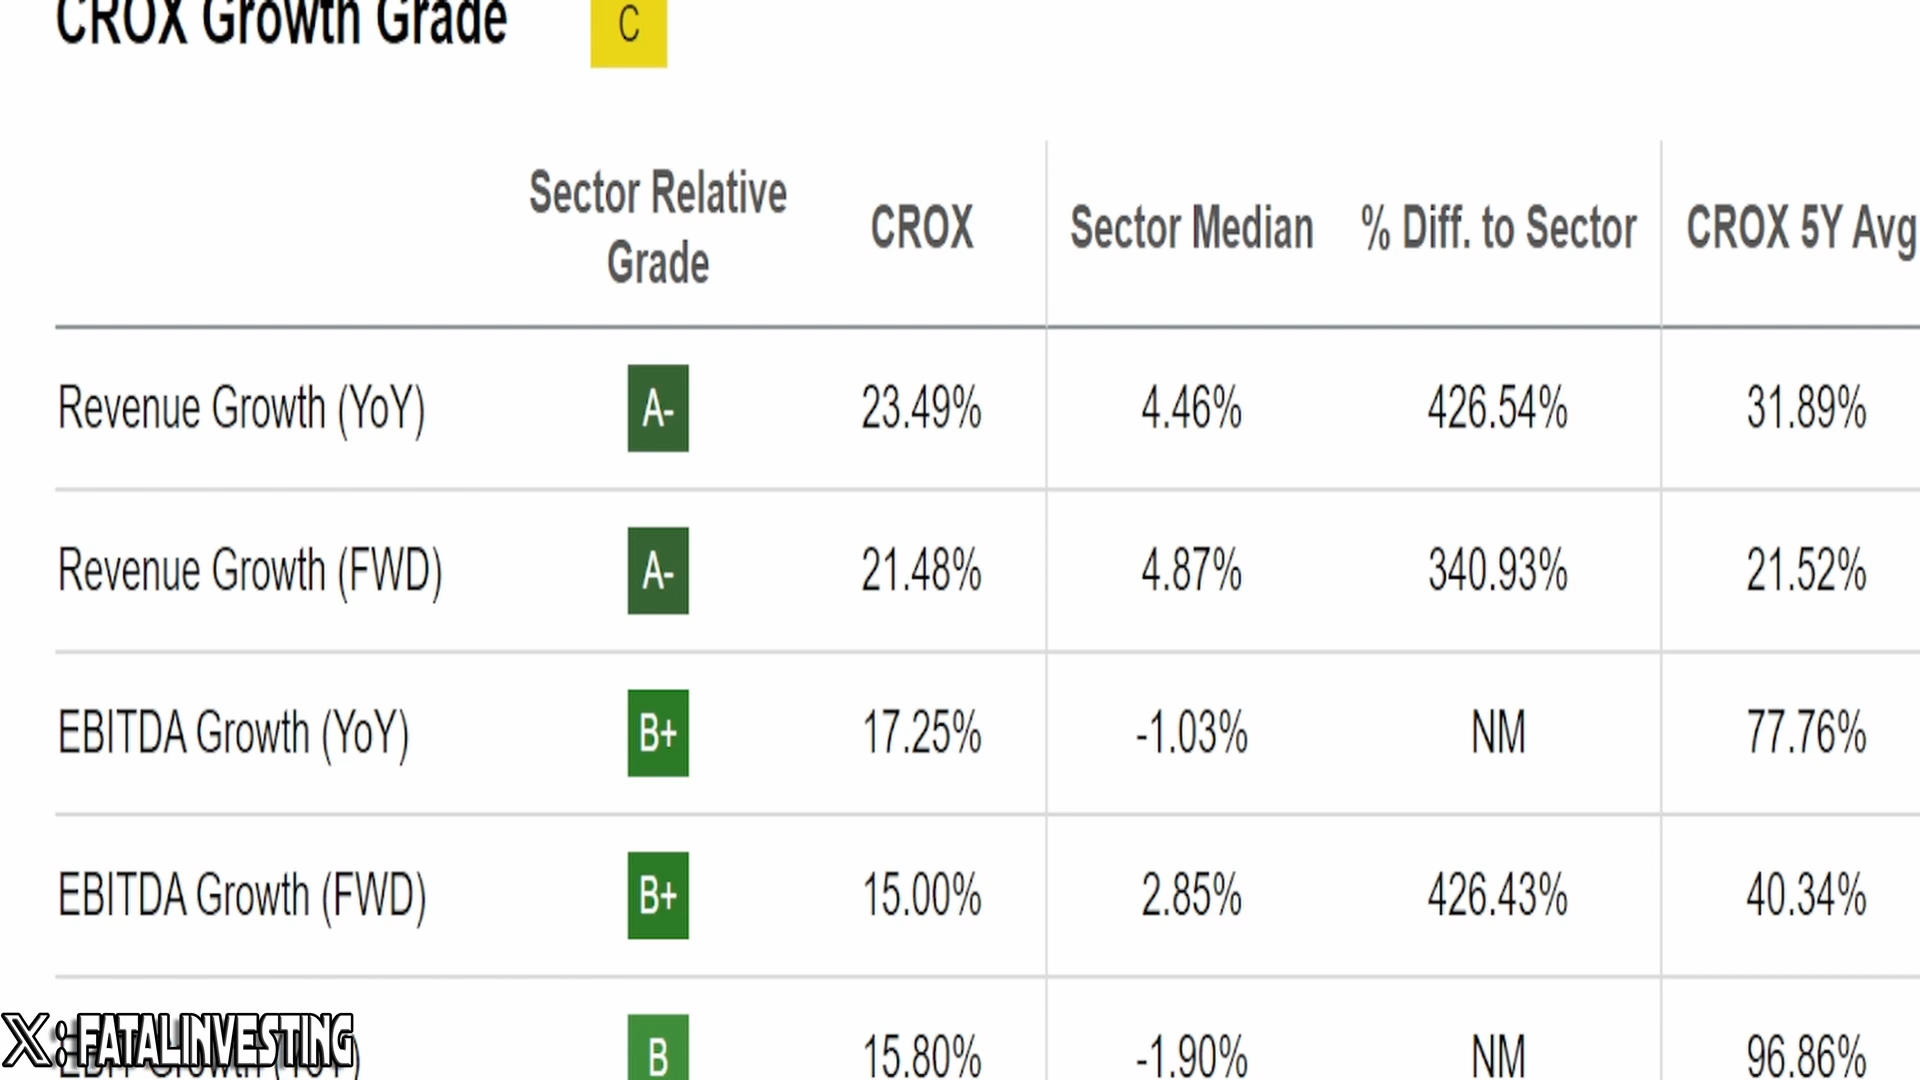 CROX Growth Grade C
Sector Relative
Grade
CROX
Sector Median
% Diff. to Sector
CROX 5Y Avg
Revenue Growth (YoY) A- 23.49% 4.46% 426.54% 31.89%
Revenue Growth (FWD) A- 21.48% 4.87% 340.93% 21.52%
EBITDA Growth (YoY) B+ 17.25% -1.03% NM 77.76%
EBITDA Growth (FWD) B+ 15.00% 2.85% 426.43% 40.34%
X: FATALINVESTING
EBIT Growth (YoY) B 15.80% -1.90% NM 96.86%